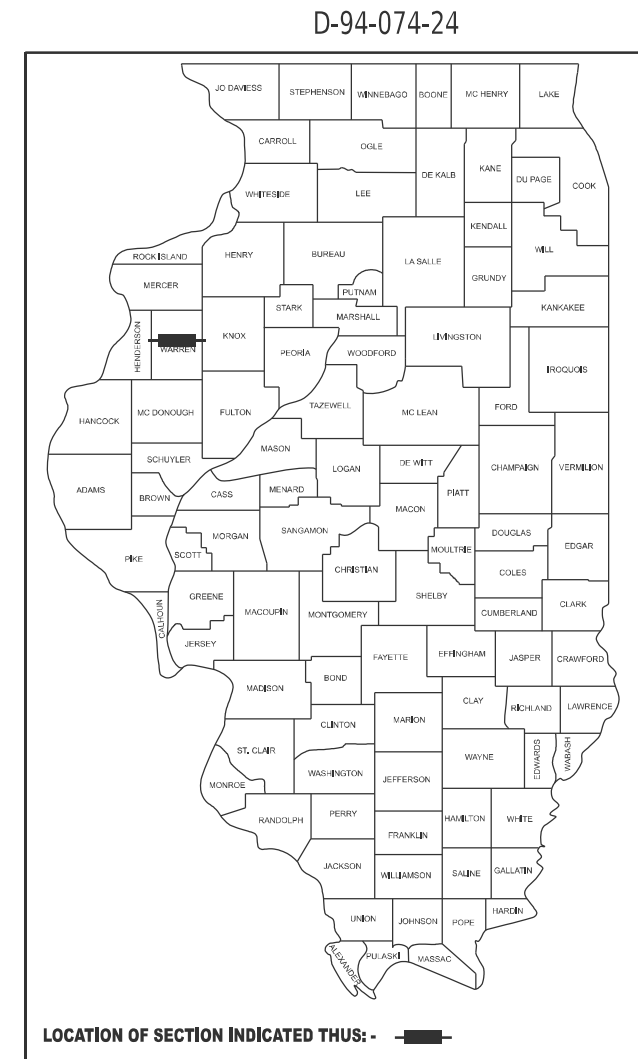 D-94-074-24
JO DAVIESS
STEPHENSON
WINNEBAGO
BOONE
MC HENRY
LAKE
CARROLL
OGLE
DE KALB
KANE
DU PAGE
COOK
WHITESIDE
LEE
KENDALL
WILL
ROCK ISLAND
HENRY
BUREAU
LA SALLE
GRUNDY
MERCER
PUTNAM
STARK
MARSHALL
KANKAKEE
HENDERSON
WARREN
KNOX
PEORIA
WOODFORD
LIVINGSTON
IROQUOIS
HANCOCK
MC DONOUGH
FULTON
TAZEWELL
MC LEAN
FORD
MASON
SCHUYLER
LOGAN
DE WITT
CHAMPAIGN
VERMILION
ADAMS
BROWN
CASS
MENARD
PIATT
MACON
PIKE
SCOTT
MORGAN
SANGAMON
MOULTRIE
DOUGLAS
EDGAR
CHRISTIAN
COLES
CALHOUN
GREENE
MACOUPIN
MONTGOMERY
SHELBY
CUMBERLAND
CLARK
JERSEY
FAYETTE
EFFINGHAM
JASPER
CRAWFORD
MADISON
BOND
CLAY
RICHLAND
LAWRENCE
CLINTON
MARION
ST. CLAIR
WAYNE
EDWARDS
WABASH
WASHINGTON
JEFFERSON
MONROE
RANDOLPH
PERRY
HAMILTON
WHITE
FRANKLIN
JACKSON
WILLIAMSON
SALINE
GALLATIN
HARDIN
UNION
JOHNSON
POPE
ALEXANDER
PULASKI
MASSAC
LOCATION OF SECTION INDICATED THUS: -